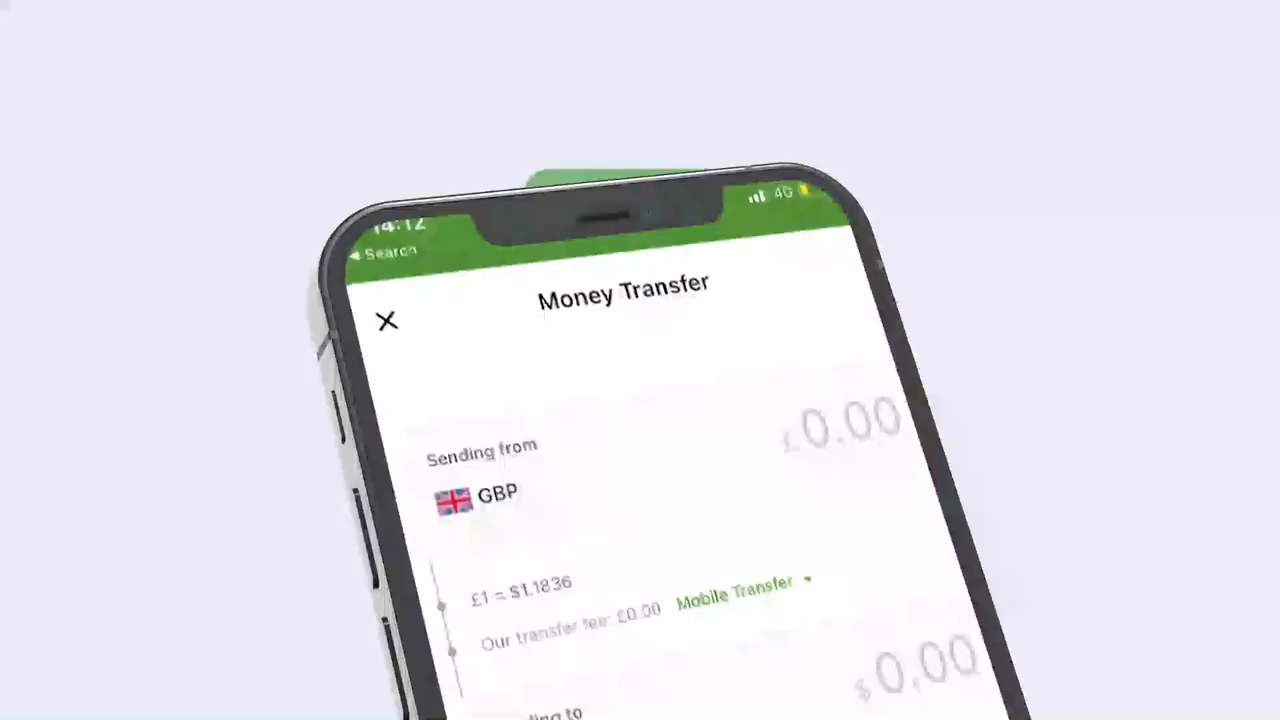 14:12
4G
◀ Search
Money Transfer
£0.00
Sending from
GBP
£1 = $1.1836
Our transfer fee: £0.00 Mobile Transfer ▾
$0.00
to